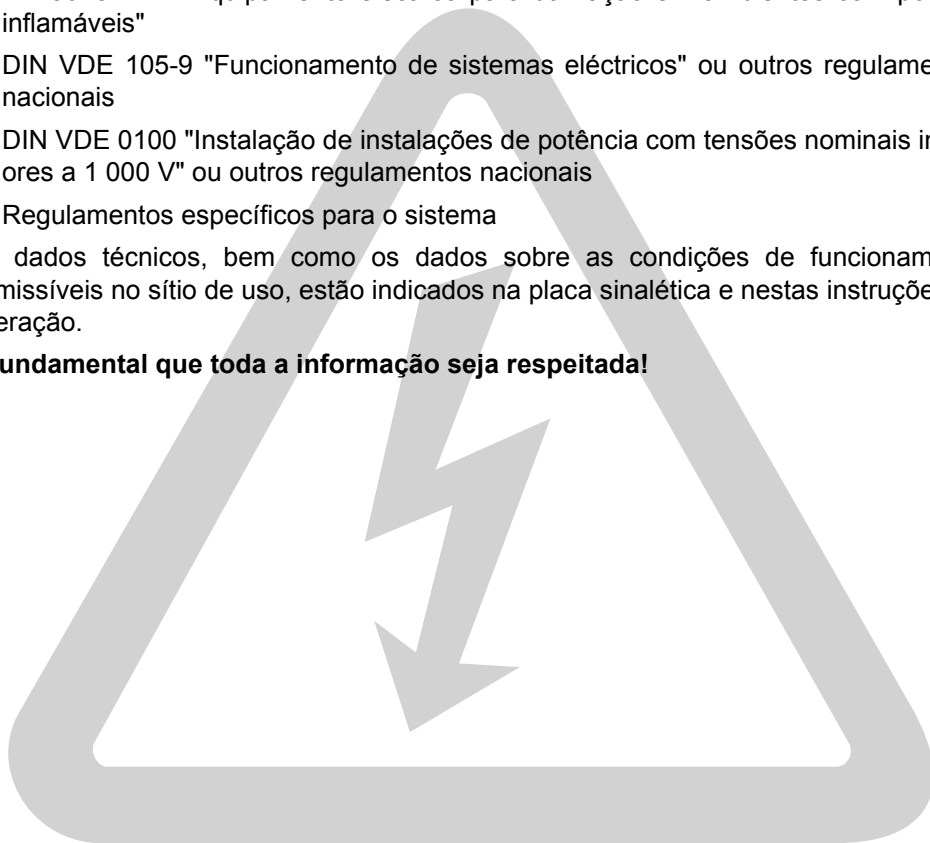 inflamáveis"
DIN VDE 105-9 "Funcionamento de sistemas eléctricos" ou outros regulame
nacionais
DIN VDE 0100 "Instalação de instalações de potência com tensões nominais in
ores a 1 000 V" ou outros regulamentos nacionais
Regulamentos específicos para o sistema
dados técnicos, bem como os dados sobre as condições de funcionam
missíveis no sítio de uso, estão indicados na placa sinalética e nestas instruçõe
eração.
undamental que toda a informação seja respeitada!